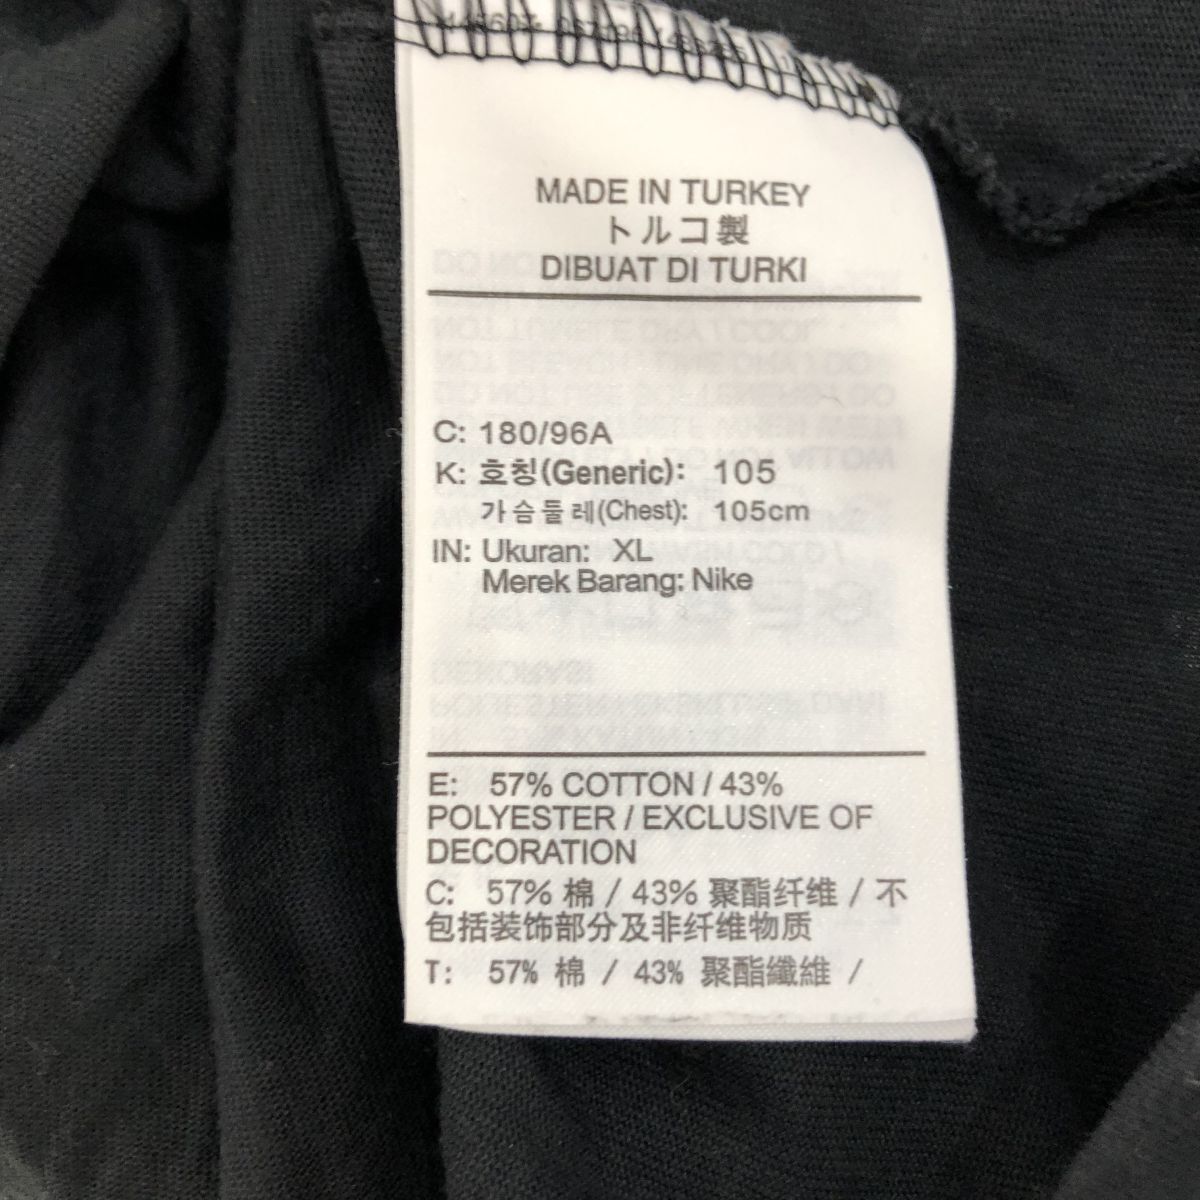 MADE IN TURKEY
トルコ製
DIBUAT DI TURKI
C: 180/96A
K: 호칭(Generic): 105
가슴둘레(Chest): 105cm
IN: Ukuran: XL
Merek Barang: Nike
E: 57% COTTON / 43%
POLYESTER / EXCLUSIVE OF
DECORATION
C: 57% 棉 / 43% 聚酯纤维 / 不
包括装饰部分及非纤维物质
T: 57% 棉 / 43% 聚酯纖維 /